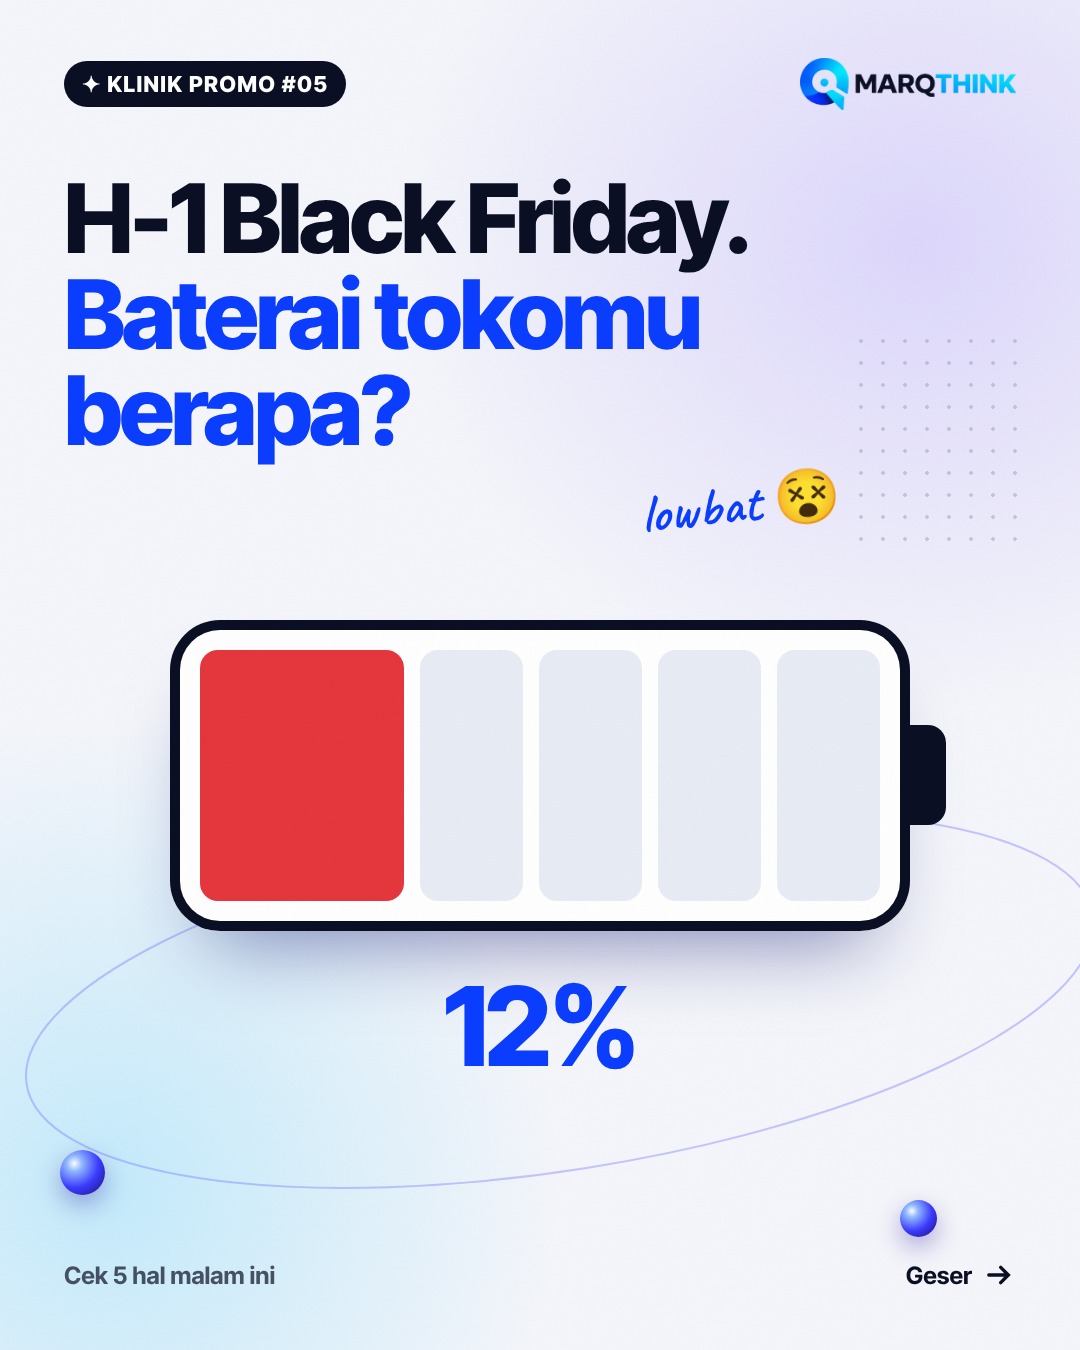 ✦ KLINIK PROMO #05
MARQTHINK
H-1 Black Friday.
Baterai tokomu
berapa?
lowbat 😵
12%
Cek 5 hal malam ini
Geser →